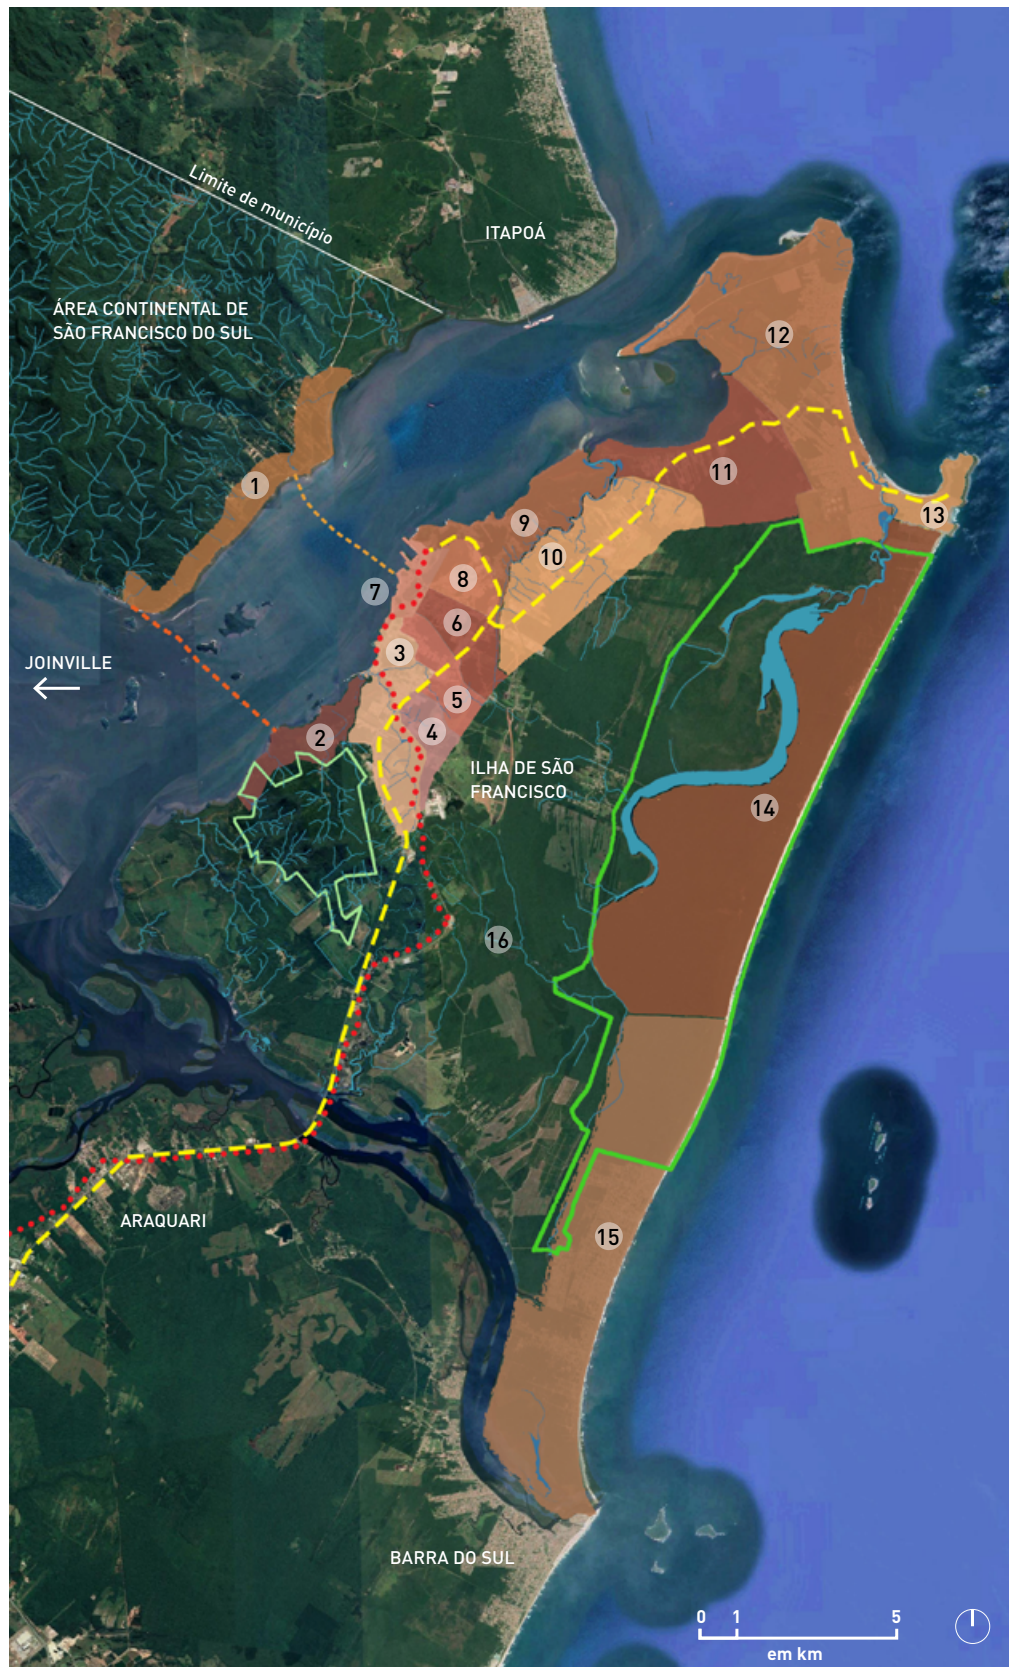 Limite de município
ITAPOÁ
ÁREA CONTINENTAL DE
SÃO FRANCISCO DO SUL
12
1
11
13
9
10
8
7
6
3
JOINVILLE
5
4
2
ILHA DE SÃO
FRANCISCO
14
16
ARAQUARI
15
BARRA DO SUL
0 1 5
em km